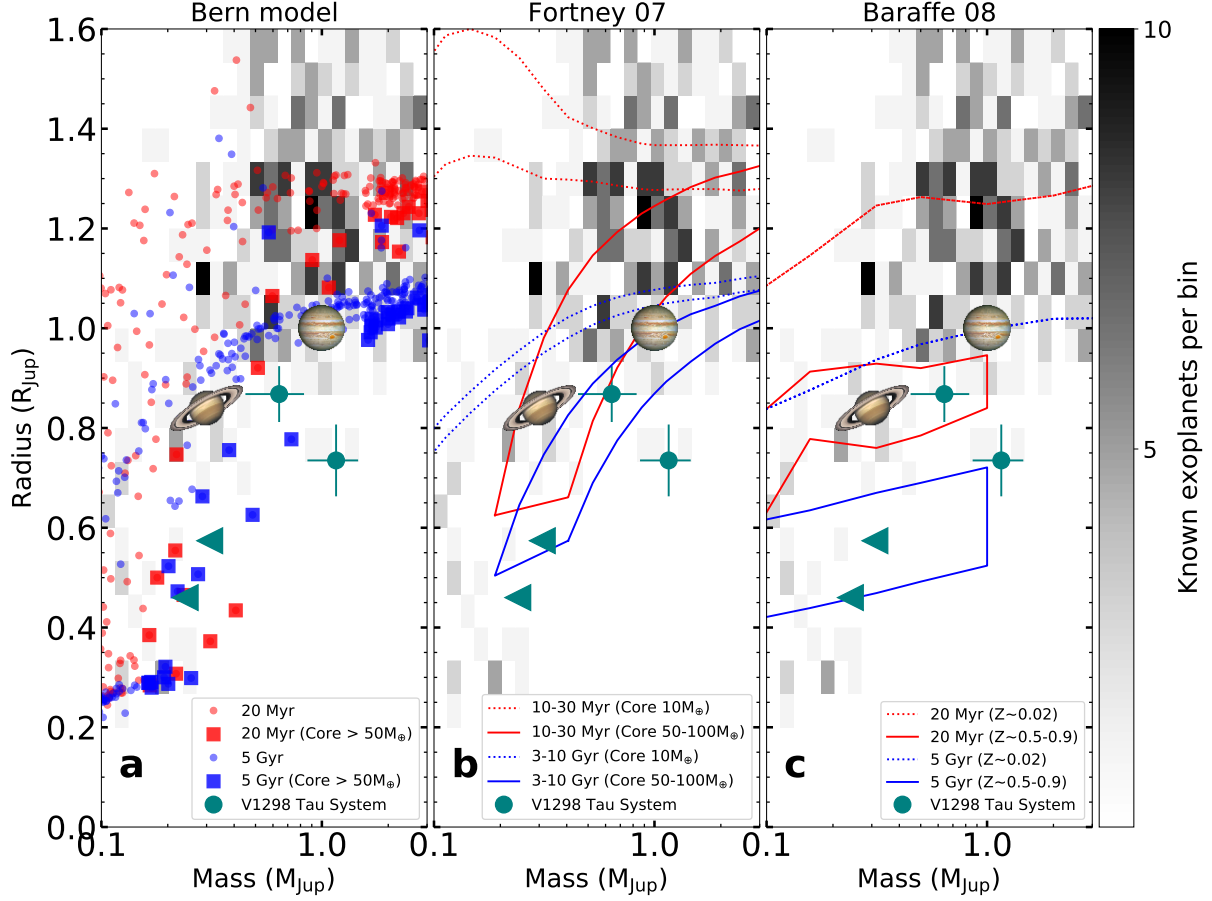 Bern model
Fortney 07
Baraffe 08
1.6
1.4
1.2
1.0
0.8
0.6
0.4
0.2
0.0
Radius (R_Jup)
20 Myr
20 Myr (Core > 50M⊕)
5 Gyr
5 Gyr (Core > 50M⊕)
V1298 Tau System
a
10-30 Myr (Core 10M⊕)
10-30 Myr (Core 50-100M⊕)
3-10 Gyr (Core 10M⊕)
3-10 Gyr (Core 50-100M⊕)
V1298 Tau System
b
20 Myr (Z~0.02)
20 Myr (Z~0.5-0.9)
5 Gyr (Z~0.02)
5 Gyr (Z~0.5-0.9)
V1298 Tau System
c
0.1
1.0
0.1
1.0
0.1
1.0
Mass (M_Jup)
Mass (M_Jup)
Mass (M_Jup)
10
5
Known exoplanets per bin